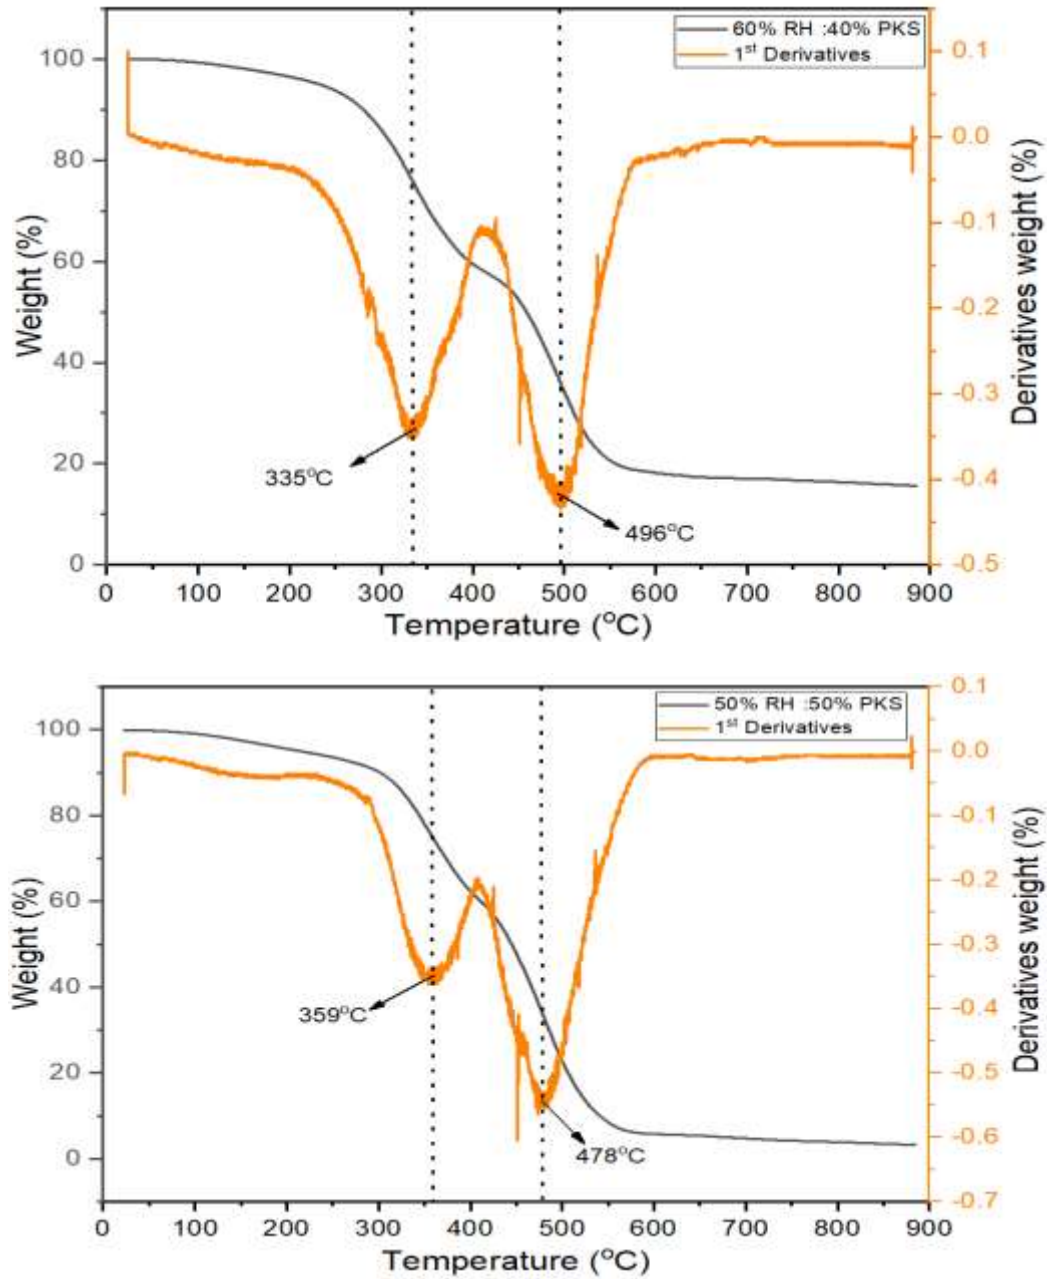 60% RH :40% PKS
1st Derivatives
100
80
60
40
20
0
Weight (%)
0.1
0.0
-0.1
-0.2
-0.3
-0.4
-0.5
Derivatives weight (%)
335°C
496°C
0 100 200 300 400 500 600 700 800 900
Temperature (°C)
50% RH :50% PKS
1st Derivatives
100
80
60
40
20
0
Weight (%)
0.1
0.0
-0.1
-0.2
-0.3
-0.4
-0.5
-0.6
-0.7
Derivatives weight (%)
359°C
478°C
0 100 200 300 400 500 600 700 800 900
Temperature (°C)